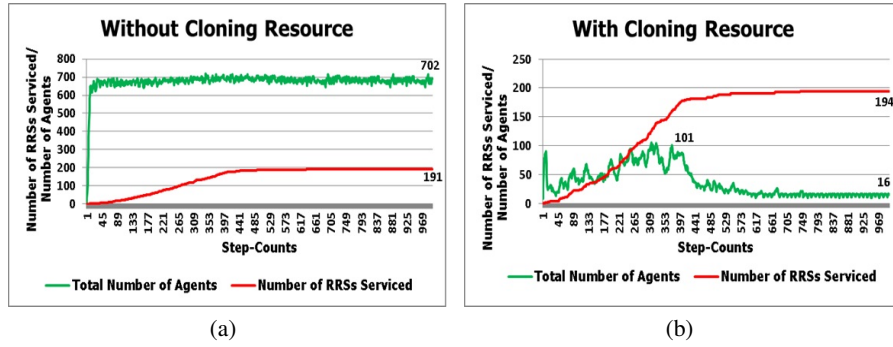 Without Cloning Resource
Number of RRSs Serviced/
Number of Agents
800
700
600
500
400
300
200
100
0
702
191
1 45 89 133 177 221 265 309 353 397 441 485 529 573 617 661 705 749 793 837 881 925 969
Step-Counts
Total Number of Agents Number of RRSs Serviced
(a)
With Cloning Resource
Number of RRSs Serviced/
Number of Agents
250
200
150
100
50
0
101
194
16
1 45 89 133 177 221 265 309 353 397 441 485 529 573 617 661 705 749 793 837 881 925 969
Step-Counts
Total Number of Agents Number of RRSs Serviced
(b)